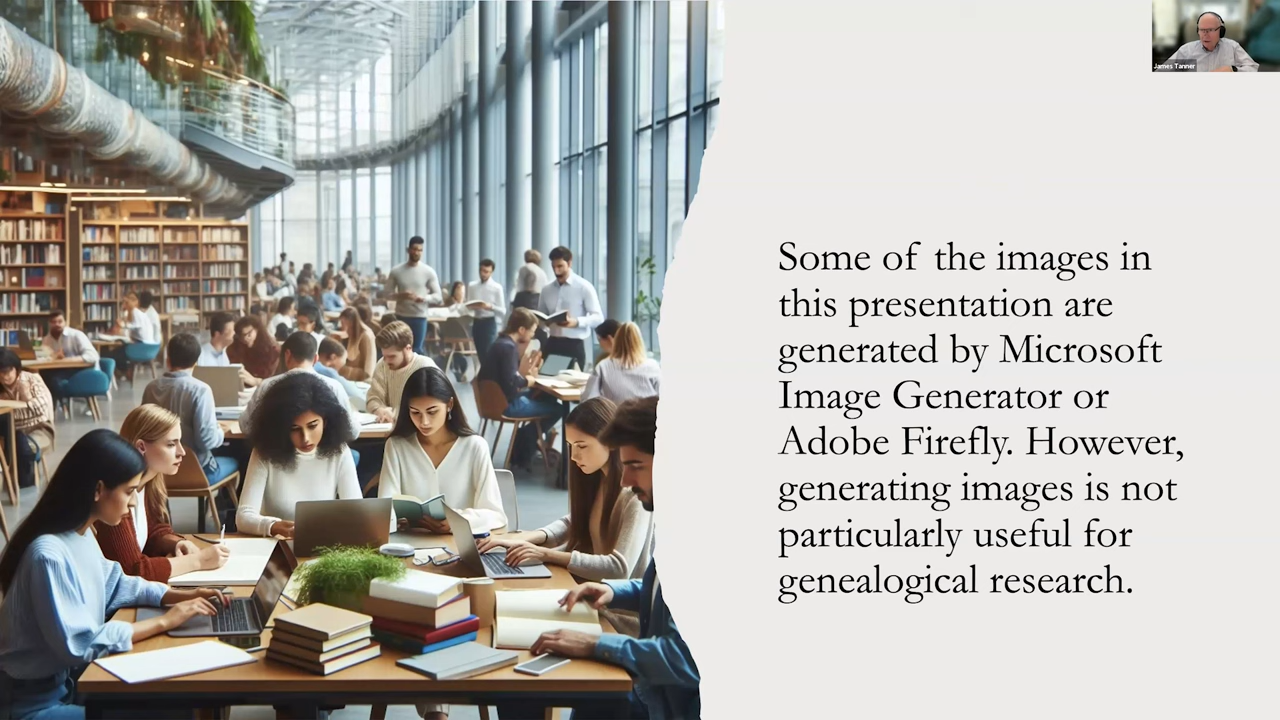 James Tanner
Some of the images in
this presentation are
generated by Microsoft
Image Generator or
Adobe Firefly. However,
generating images is not
particularly useful for
genealogical research.